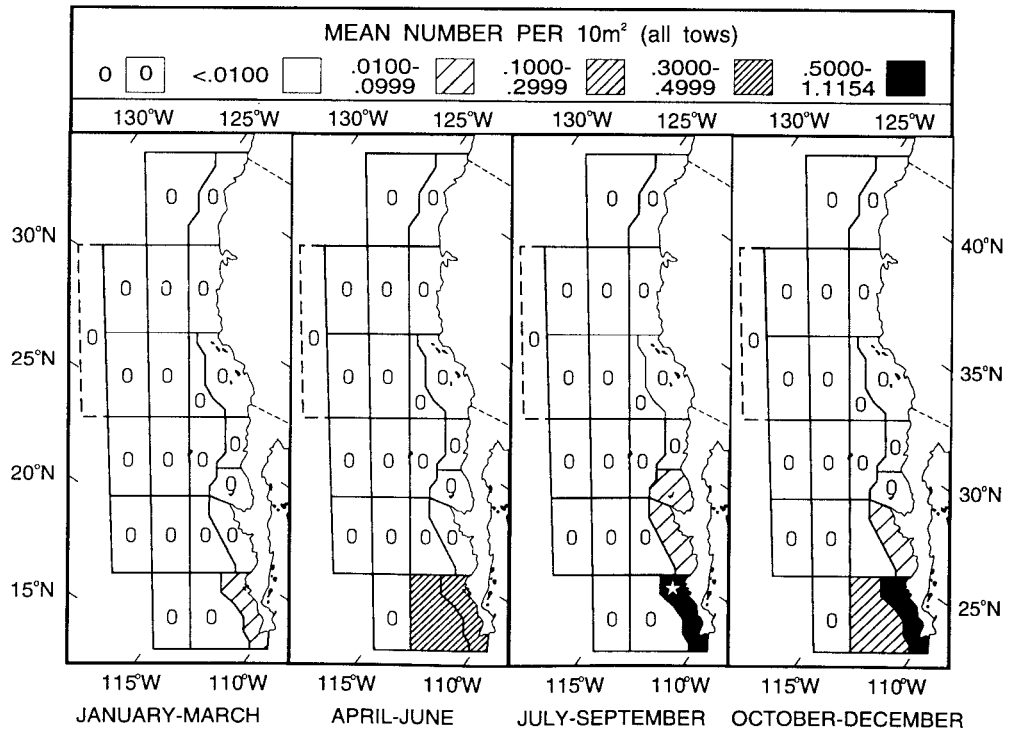 MEAN NUMBER PER 10m² (all tows)
0 0 <.0100 .0100- .1000- .3000- .5000-
.0999 .2999 .4999 1.1154
130°W 125°W 130°W 125°W 130°W 125°W 130°W 125°W
0 0 0 0 0 0 0 0
30°N 40°N
0 0 0 0 0 0 0 0 0 0 0 0
0 0 0 0
25°N 35°N
0 0 0 0 0 0 0 0 0 0 0 0
0 0 0 0
0 0 0 0
0 0 0 0 0 0 0 0 0 0 0 0
20°N 30°N
0 0 0
0 0 0 0 0 0 0 0 0 0 0 0 0
15°N 25°N
0 0 0 0 0 0
115°W 110°W 115°W 110°W 115°W 110°W 115°W 110°W
JANUARY-MARCH APRIL-JUNE JULY-SEPTEMBER OCTOBER-DECEMBER